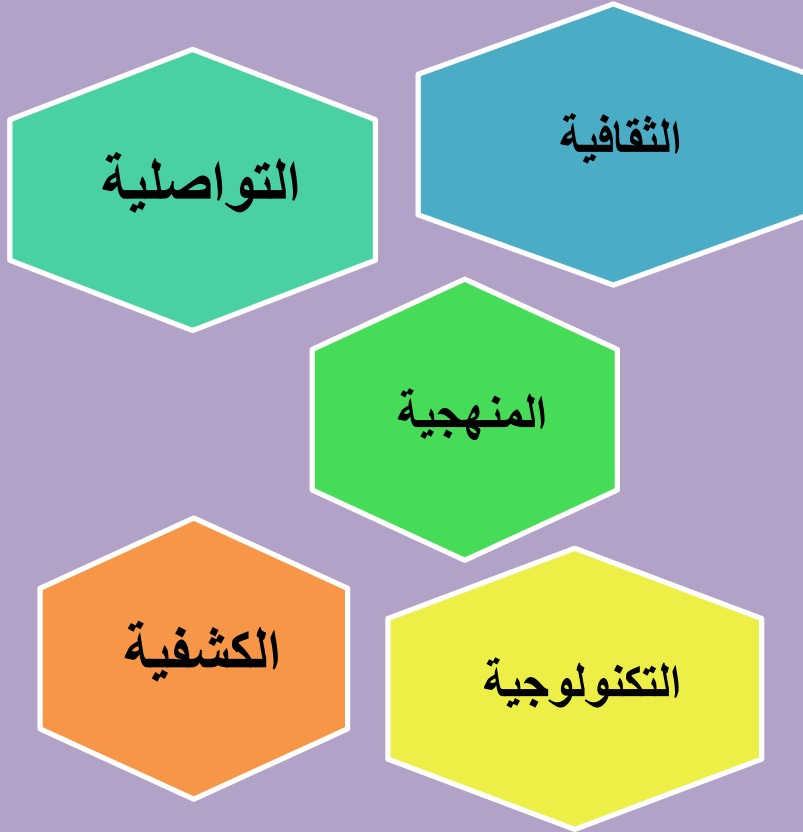 الثقافية
التواصلية
المنهجية
التكنولوجية
الكشفية